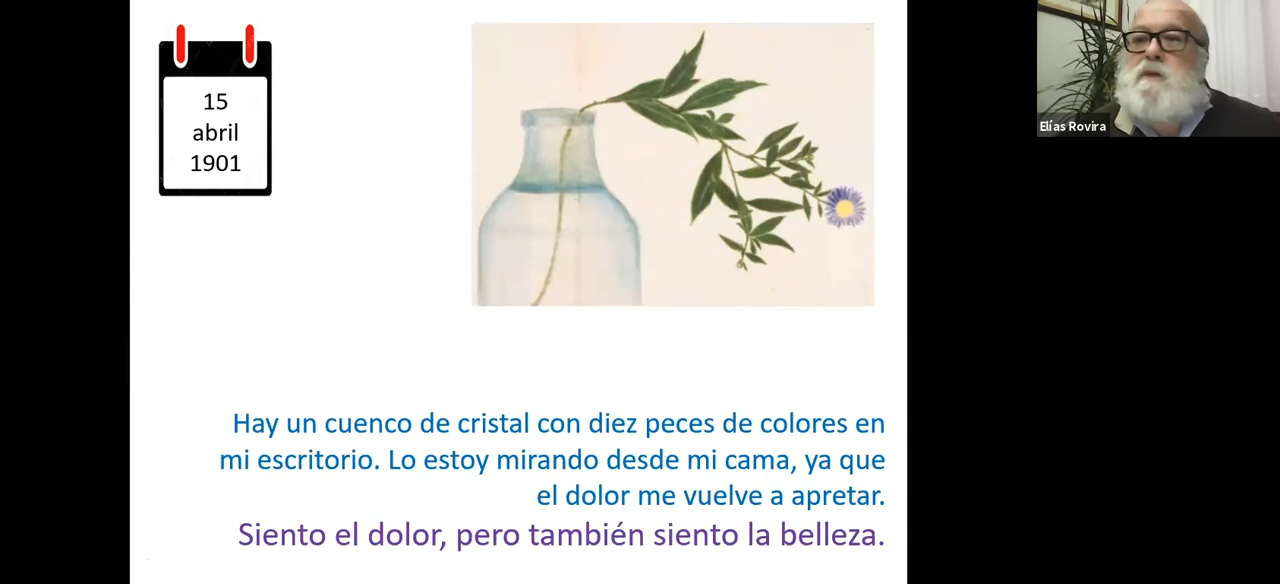 15
abril
1901
Elías Rovira
Hay un cuenco de cristal con diez peces de colores en
mi escritorio. Lo estoy mirando desde mi cama, ya que
el dolor me vuelve a apretar.
Siento el dolor, pero también siento la belleza.